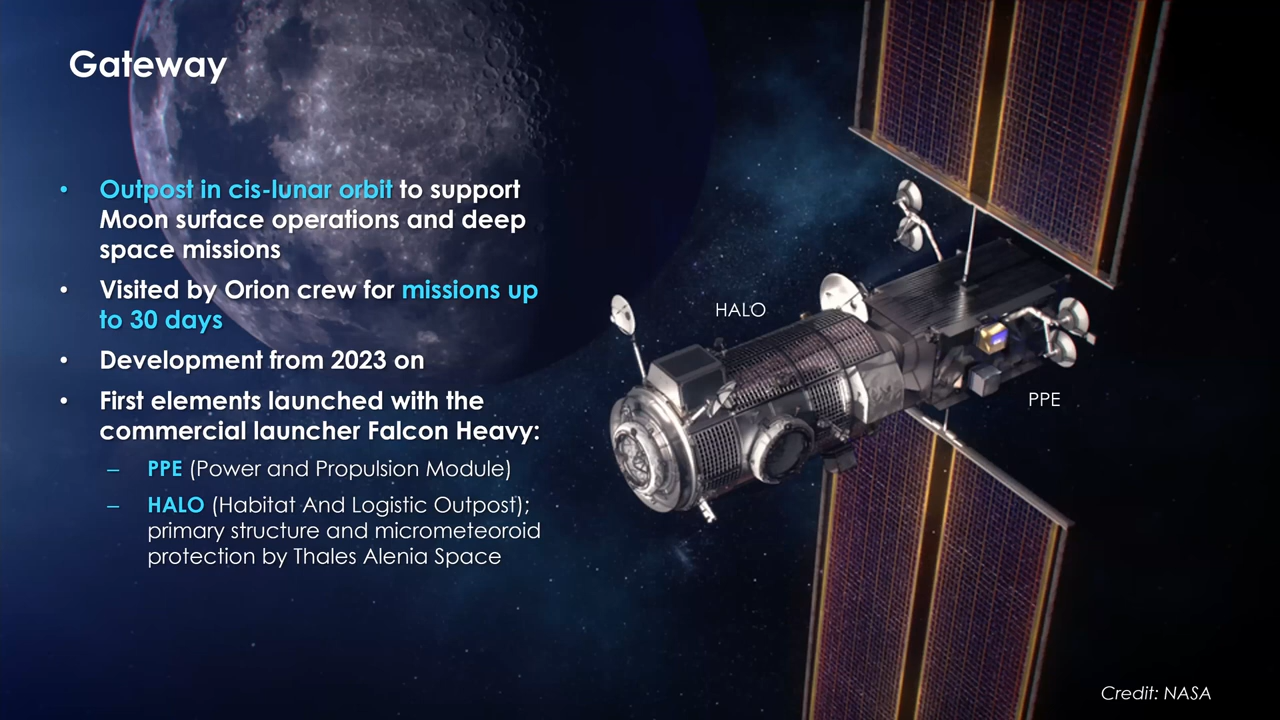 Gateway
• Outpost in cis-lunar orbit to support
Moon surface operations and deep
space missions
• Visited by Orion crew for missions up
to 30 days
• Development from 2023 on
• First elements launched with the
commercial launcher Falcon Heavy:
– PPE (Power and Propulsion Module)
– HALO (Habitat And Logistic Outpost);
primary structure and micrometeoroid
protection by Thales Alenia Space
HALO
PPE
Credit: NASA